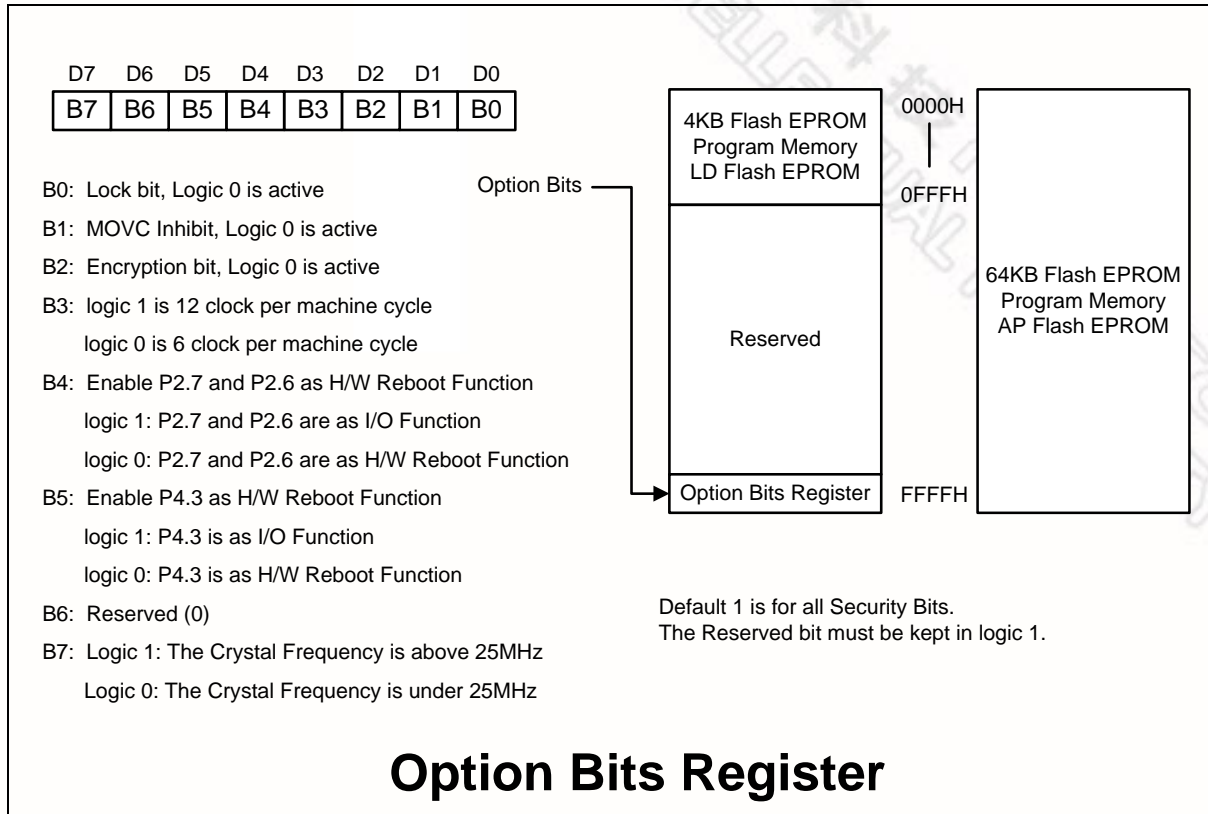 D7 D6 D5 D4 D3 D2 D1 D0
B7 B6 B5 B4 B3 B2 B1 B0
B0: Lock bit, Logic 0 is active
B1: MOVC Inhibit, Logic 0 is active
B2: Encryption bit, Logic 0 is active
B3: logic 1 is 12 clock per machine cycle
logic 0 is 6 clock per machine cycle
B4: Enable P2.7 and P2.6 as H/W Reboot Function
logic 1: P2.7 and P2.6 are as I/O Function
logic 0: P2.7 and P2.6 are as H/W Reboot Function
B5: Enable P4.3 as H/W Reboot Function
logic 1: P4.3 is as I/O Function
logic 0: P4.3 is as H/W Reboot Function
B6: Reserved (0)
B7: Logic 1: The Crystal Frequency is above 25MHz
Logic 0: The Crystal Frequency is under 25MHz
Option Bits
4KB Flash EPROM
Program Memory
LD Flash EPROM
Reserved
Option Bits Register
0000H
0FFFH
FFFFH
64KB Flash EPROM
Program Memory
AP Flash EPROM
Default 1 is for all Security Bits.
The Reserved bit must be kept in logic 1.
Option Bits Register